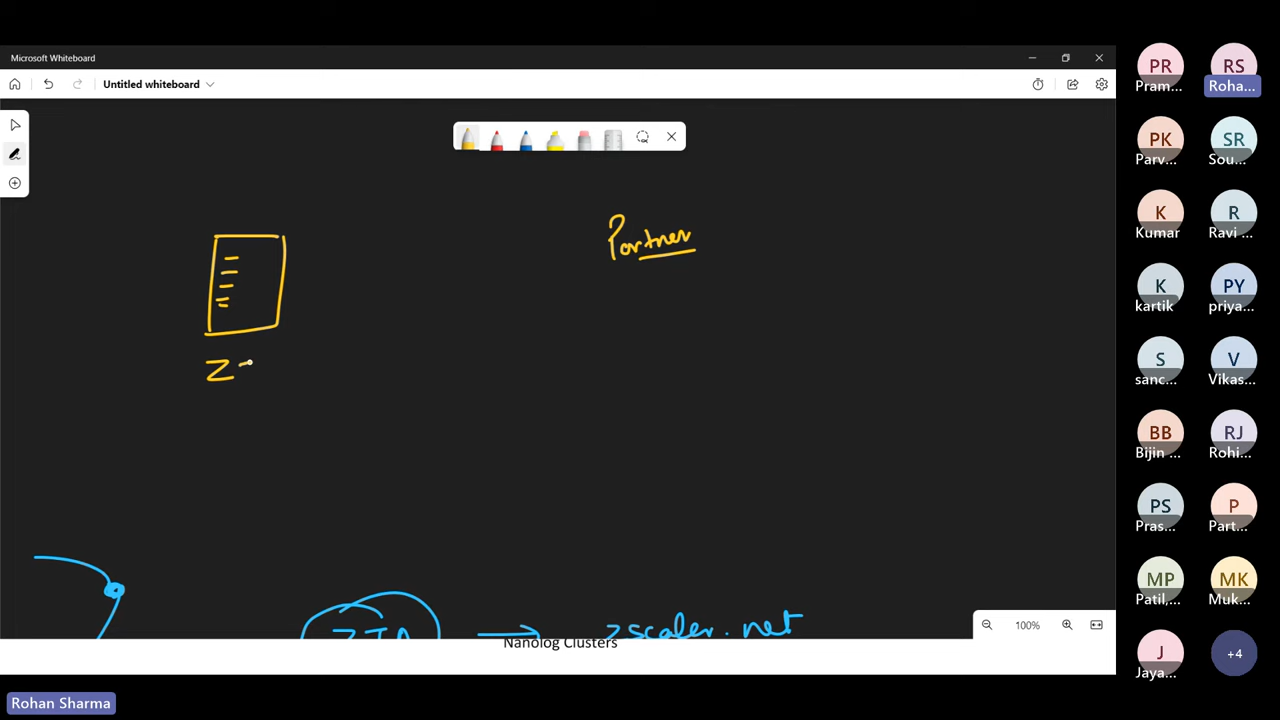 Microsoft Whiteboard
Untitled whiteboard
Partner
Z
ZIA
zscaler.net
Nanolog Clusters
100%
Rohan Sharma
PR
Pram...
RS
Roha...
PK
Parv...
SR
Sou...
K
Kumar
R
Ravi ...
K
kartik
PY
priya...
S
sanc...
V
Vikas...
BB
Bijin ...
RJ
Rohi...
PS
Pras...
P
Part...
MP
Patil,...
MK
Muk...
J
Jaya...
+4